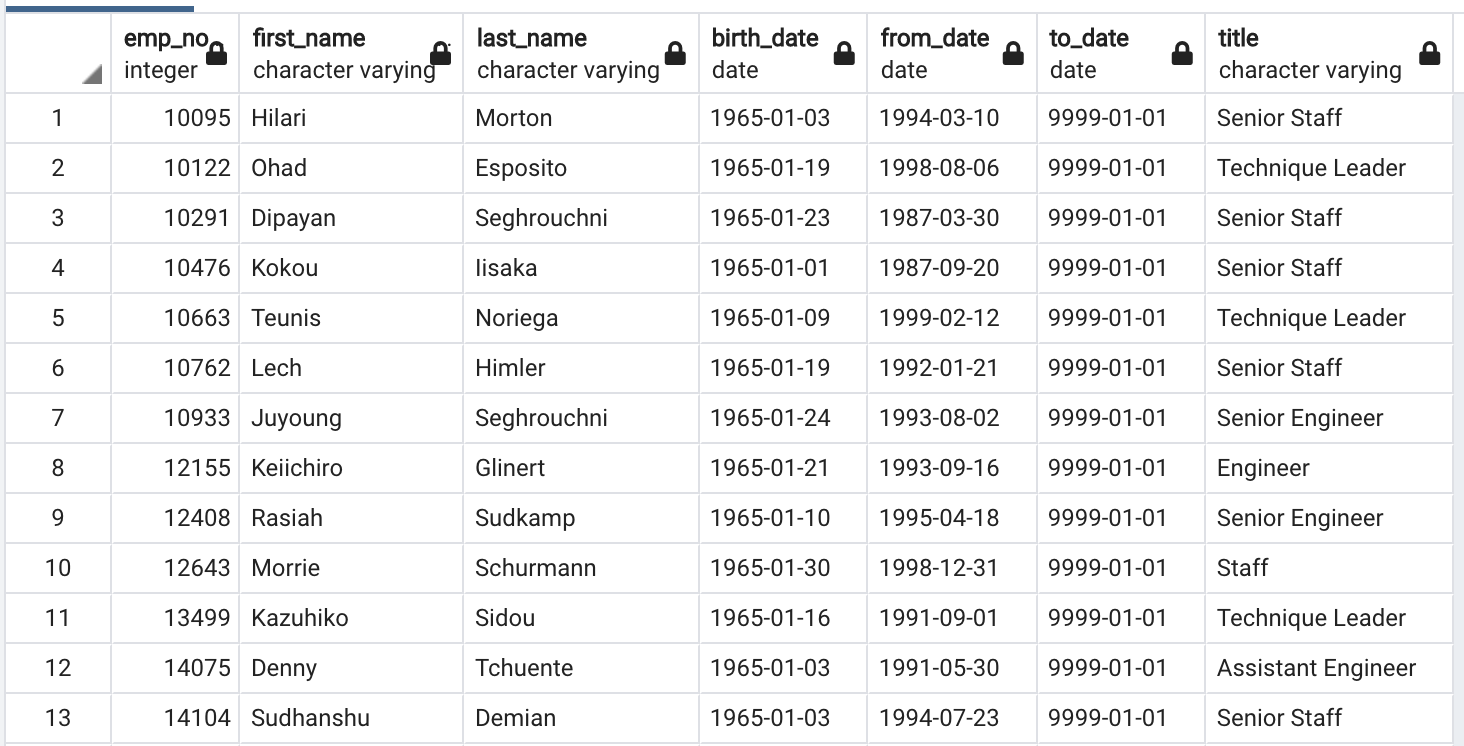 emp_no first_name last_name birth_date from_date to_date title
integer character varying character varying date date date character varying
1 10095 Hilari Morton 1965-01-03 1994-03-10 9999-01-01 Senior Staff
2 10122 Ohad Esposito 1965-01-19 1998-08-06 9999-01-01 Technique Leader
3 10291 Dipayan Seghrouchni 1965-01-23 1987-03-30 9999-01-01 Senior Staff
4 10476 Kokou Iisaka 1965-01-01 1987-09-20 9999-01-01 Senior Staff
5 10663 Teunis Noriega 1965-01-09 1999-02-12 9999-01-01 Technique Leader
6 10762 Lech Himler 1965-01-19 1992-01-21 9999-01-01 Senior Staff
7 10933 Juyoung Seghrouchni 1965-01-24 1993-08-02 9999-01-01 Senior Engineer
8 12155 Keiichiro Glinert 1965-01-21 1993-09-16 9999-01-01 Engineer
9 12408 Rasiah Sudkamp 1965-01-10 1995-04-18 9999-01-01 Senior Engineer
10 12643 Morrie Schurmann 1965-01-30 1998-12-31 9999-01-01 Staff
11 13499 Kazuhiko Sidou 1965-01-16 1991-09-01 9999-01-01 Technique Leader
12 14075 Denny Tchuente 1965-01-03 1991-05-30 9999-01-01 Assistant Engineer
13 14104 Sudhanshu Demian 1965-01-03 1994-07-23 9999-01-01 Senior Staff